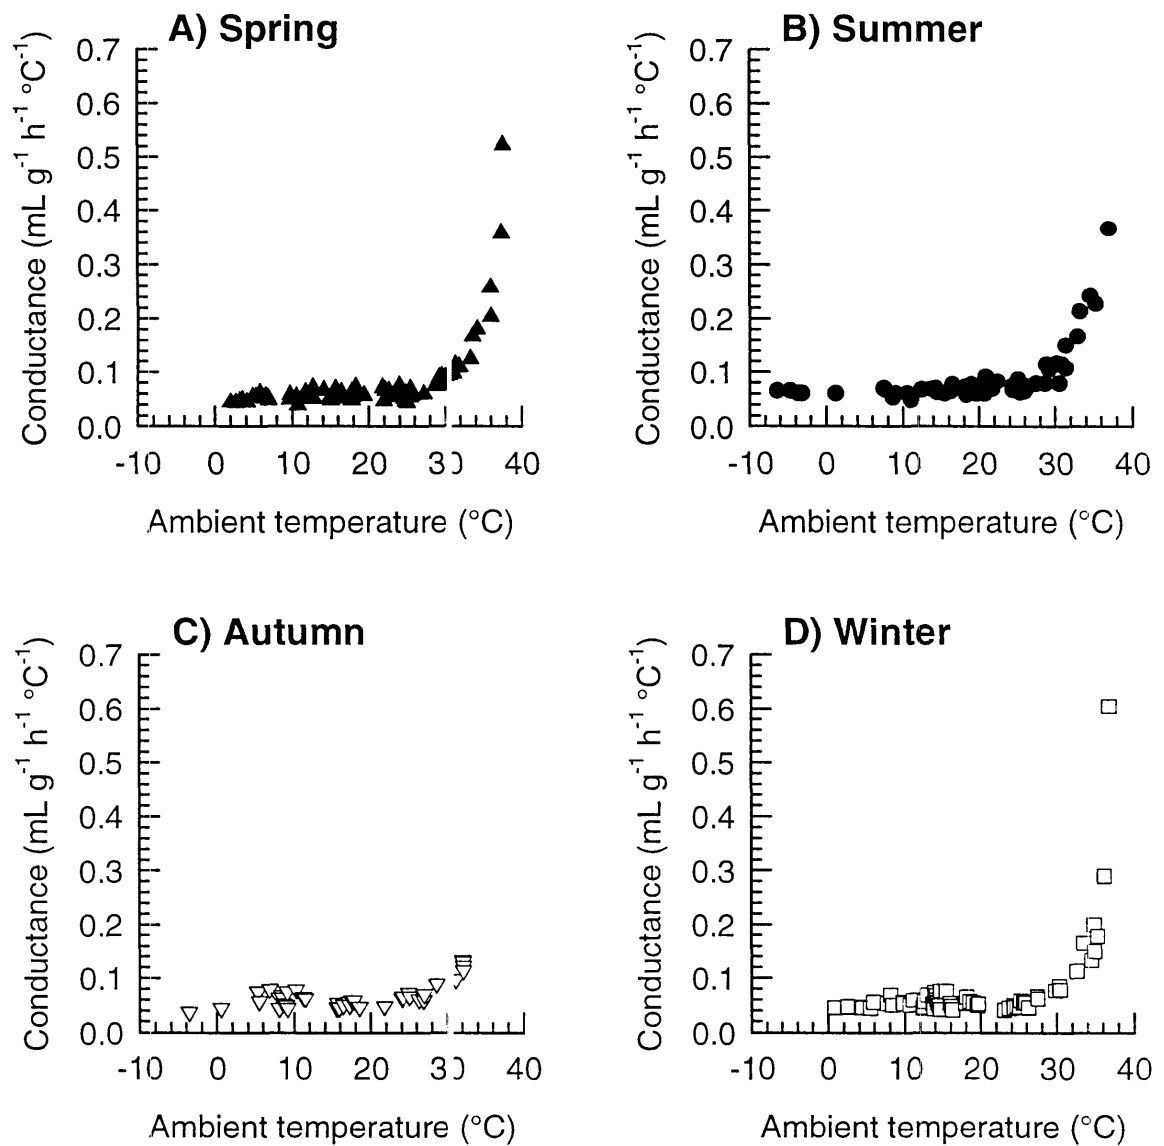 A) Spring
B) Summer
Conductance (mL g⁻¹ h⁻¹ °C⁻¹)
0.7
0.6
0.5
0.4
0.3
0.2
0.1
0.0
-10 0 10 20 30 40
Ambient temperature (°C)
Conductance (mL g⁻¹ h⁻¹ °C⁻¹)
0.7
0.6
0.5
0.4
0.3
0.2
0.1
0.0
-10 0 10 20 30 40
Ambient temperature (°C)
C) Autumn
D) Winter
Conductance (mL g⁻¹ h⁻¹ °C⁻¹)
0.7
0.6
0.5
0.4
0.3
0.2
0.1
0.0
-10 0 10 20 30 40
Ambient temperature (°C)
Conductance (mL g⁻¹ h⁻¹ °C⁻¹)
0.7
0.6
0.5
0.4
0.3
0.2
0.1
0.0
-10 0 10 20 30 40
Ambient temperature (°C)